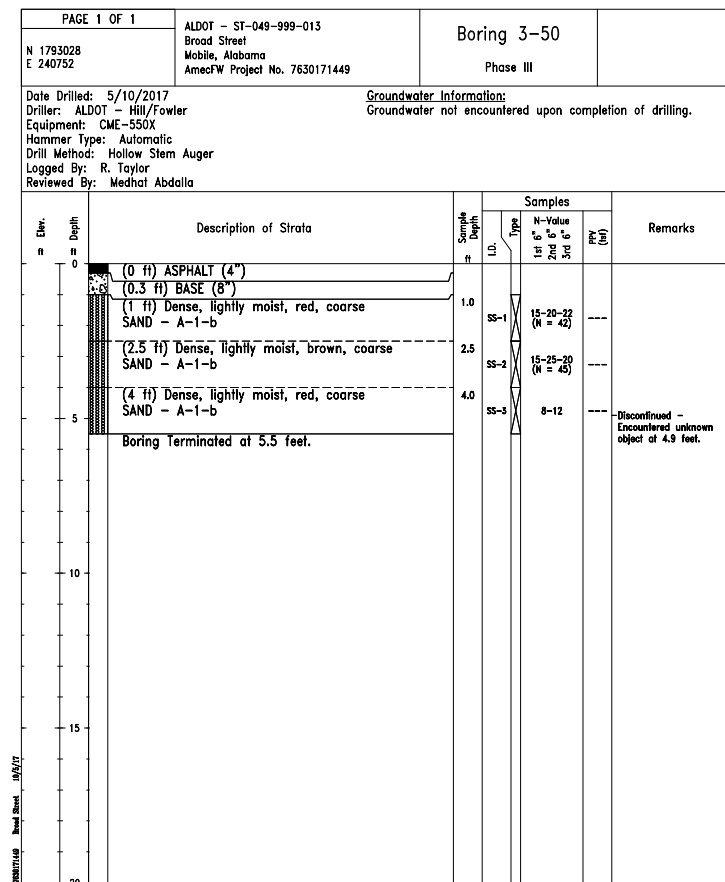 PAGE 1 OF 1
N 1793028
E 240752
ALDOT - ST-049-999-013
Broad Street
Mobile, Alabama
AmecFW Project No. 7630171449
Boring 3-50
Phase III
Date Drilled: 5/10/2017
Driller: ALDOT - Hill/Fowler
Equipment: CME-550X
Hammer Type: Automatic
Drill Method: Hollow Stem Auger
Logged By: R. Taylor
Reviewed By: Medhat Abdalla
Groundwater Information:
Groundwater not encountered upon completion of drilling.
Elev.
ft
Depth
ft
Description of Strata
Sample
Depth
ft
Samples
I.D.
Type
N-Value
1st 6"
2nd 6"
3rd 6"
PPV
(tsf)
Remarks
0
(0 ft) ASPHALT (4")
(0.3 ft) BASE (8")
(1 ft) Dense, lightly moist, red, coarse
SAND - A-1-b
1.0
SS-1
15-20-22
(N = 42)
---
(2.5 ft) Dense, lightly moist, brown, coarse
SAND - A-1-b
2.5
SS-2
15-25-20
(N = 45)
---
(4 ft) Dense, lightly moist, red, coarse
SAND - A-1-b
4.0
SS-3
8-12
---
Discontinued -
Encountered unknown
object at 4.9 feet.
5
Boring Terminated at 5.5 feet.
10
15
20
7630171449 Broad Street 10/5/17